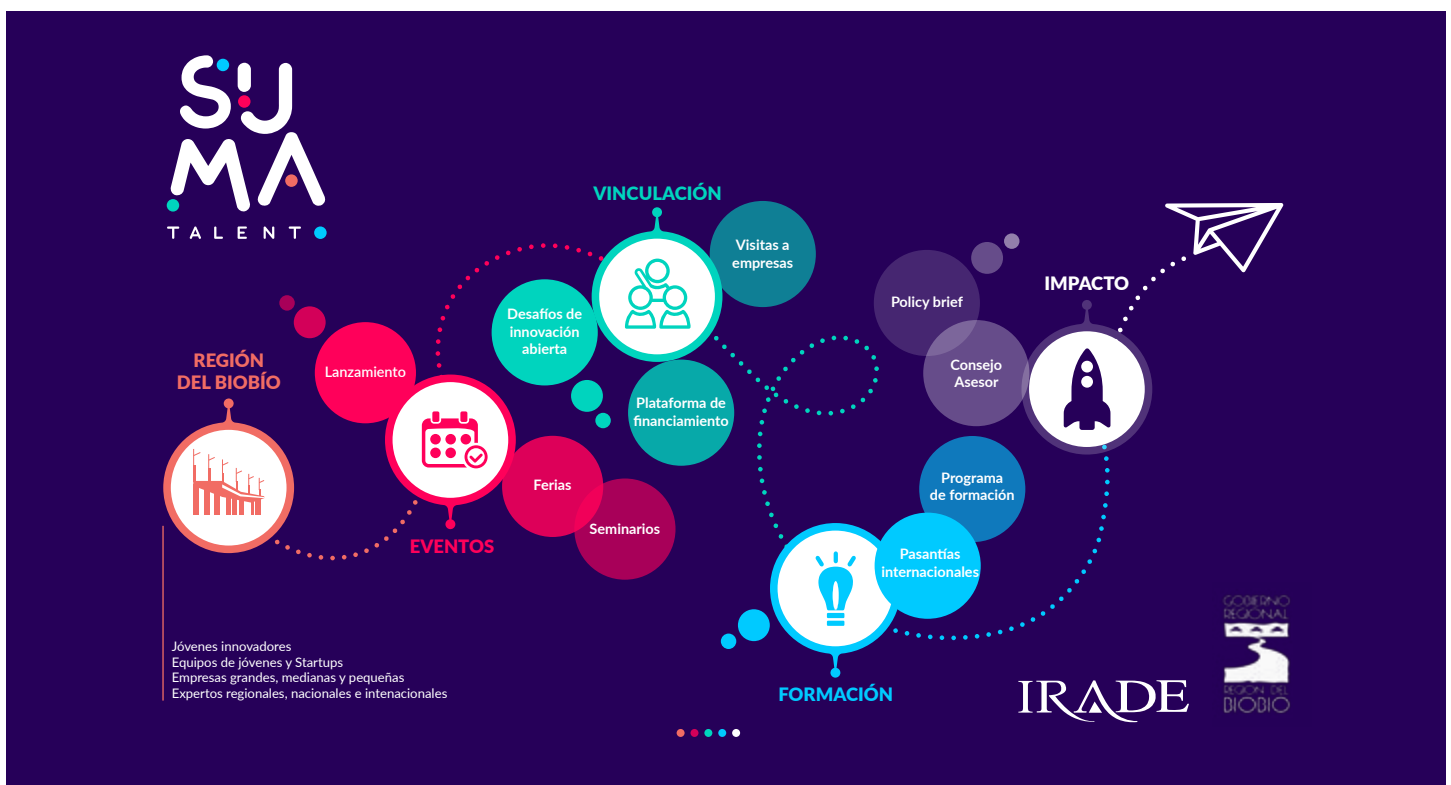 SUMA
TALENTO
REGIÓN
DEL BIOBÍO
Lanzamiento
EVENTOS
Ferias
Seminarios
VINCULACIÓN
Visitas a
empresas
Desafíos de
innovación
abierta
Plataforma de
financiamiento
FORMACIÓN
Programa
de formación
Pasantías
internacionales
IMPACTO
Policy brief
Consejo
Asesor
Jóvenes innovadores
Equipos de jóvenes y Startups
Empresas grandes, medianas y pequeñas
Expertos regionales, nacionales e intenacionales
IRADE
GOBIERNO
REGIONAL
REGION DEL
BIOBIO